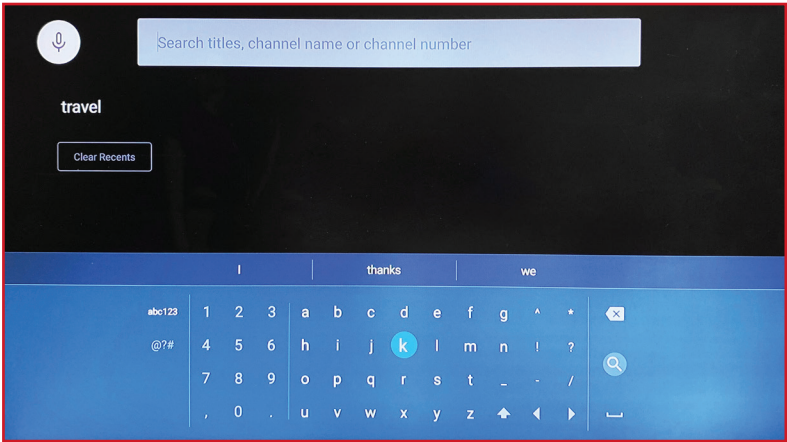 Search titles, channel name or channel number
travel
Clear Recents
I thanks we
abc123 1 2 3 a b c d e f g ^ *
@?# 4 5 6 h i j k l m n ! ?
7 8 9 o p q r s t _ - /
, 0 . u v w x y z